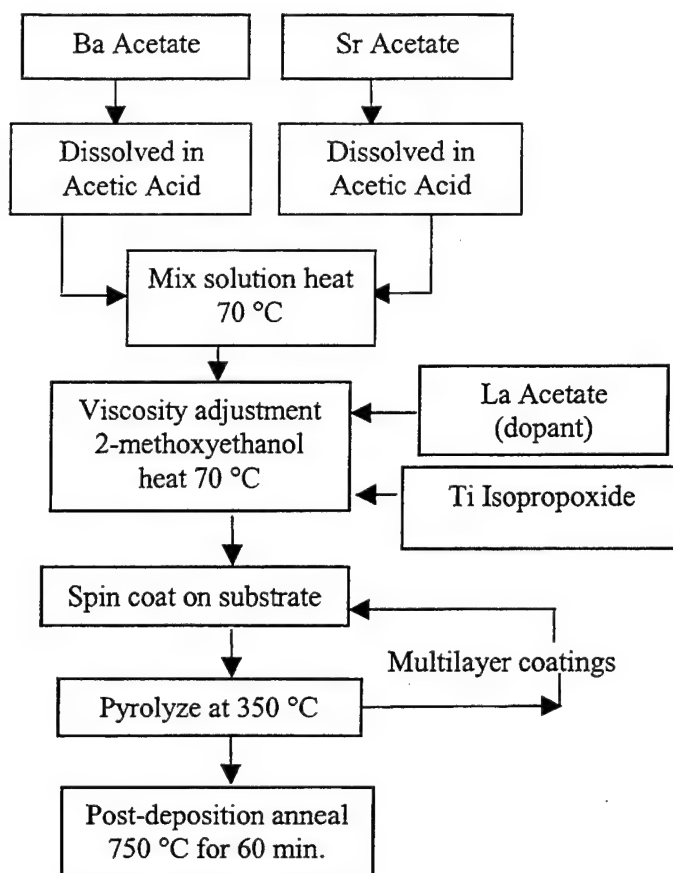 Ba Acetate
Sr Acetate
Dissolved in
Acetic Acid
Dissolved in
Acetic Acid
Mix solution heat
70 °C
Viscosity adjustment
2-methoxyethanol
heat 70 °C
La Acetate
(dopant)
Ti Isopropoxide
Spin coat on substrate
Multilayer coatings
Pyrolyze at 350 °C
Post-deposition anneal
750 °C for 60 min.